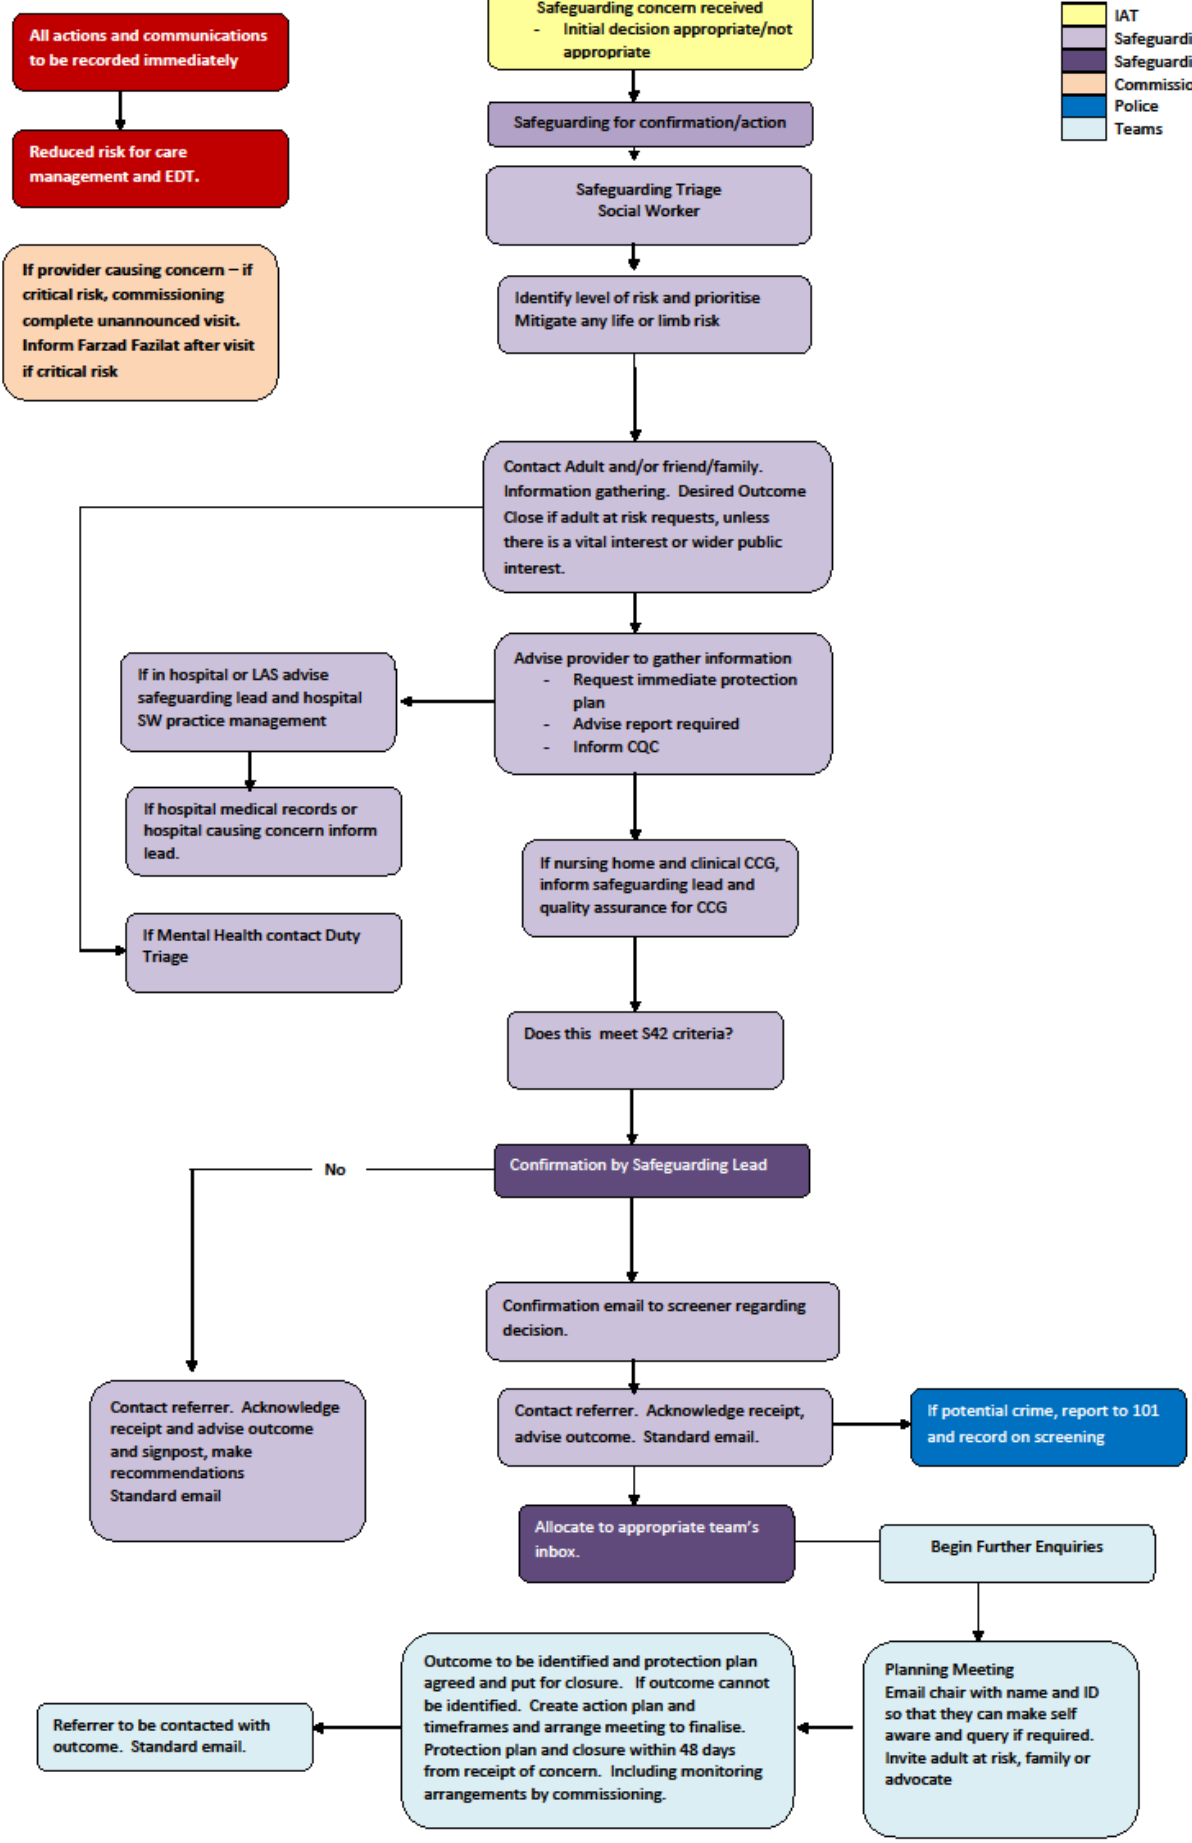 Safeguarding concern received
- Initial decision appropriate/not
appropriate
All actions and communications
to be recorded immediately
Reduced risk for care
management and EDT.
If provider causing concern – if
critical risk, commissioning
complete unannounced visit.
Inform Farzad Fazilat after visit
if critical risk
IAT
Safeguardi
Safeguardi
Commissio
Police
Teams
Safeguarding for confirmation/action
Safeguarding Triage
Social Worker
Identify level of risk and prioritise
Mitigate any life or limb risk
Contact Adult and/or friend/family.
Information gathering. Desired Outcome
Close if adult at risk requests, unless
there is a vital interest or wider public
interest.
Advise provider to gather information
- Request immediate protection
plan
- Advise report required
- Inform CQC
If in hospital or LAS advise
safeguarding lead and hospital
SW practice management
If hospital medical records or
hospital causing concern inform
lead.
If Mental Health contact Duty
Triage
If nursing home and clinical CCG,
inform safeguarding lead and
quality assurance for CCG
Does this meet S42 criteria?
Confirmation by Safeguarding Lead
No
Confirmation email to screener regarding
decision.
Contact referrer. Acknowledge
receipt and advise outcome
and signpost, make
recommendations
Standard email
Contact referrer. Acknowledge receipt,
advise outcome. Standard email.
If potential crime, report to 101
and record on screening
Allocate to appropriate team's
inbox.
Begin Further Enquiries
Planning Meeting
Email chair with name and ID
so that they can make self
aware and query if required.
Invite adult at risk, family or
advocate
Outcome to be identified and protection plan
agreed and put for closure. If outcome cannot
be identified. Create action plan and
timeframes and arrange meeting to finalise.
Protection plan and closure within 48 days
from receipt of concern. Including monitoring
arrangements by commissioning.
Referrer to be contacted with
outcome. Standard email.